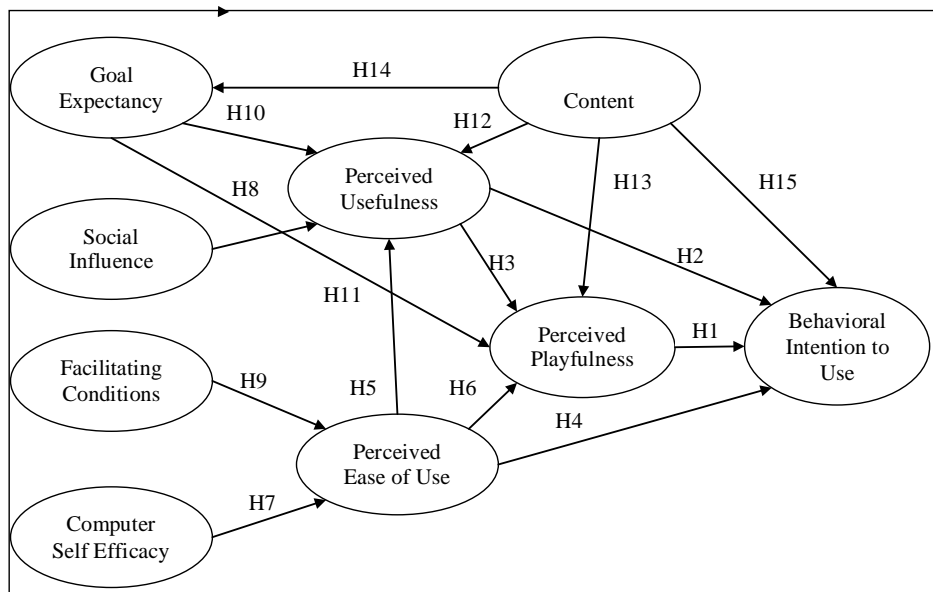 Goal
Expectancy
H14
Content
H10
H12
Perceived
Usefulness
H8
H13
H15
Social
Influence
H3
H2
H11
Perceived
Playfulness
H1
Behavioral
Intention to
Use
Facilitating
Conditions
H9
H5
H6
H4
Perceived
Ease of Use
H7
Computer
Self Efficacy